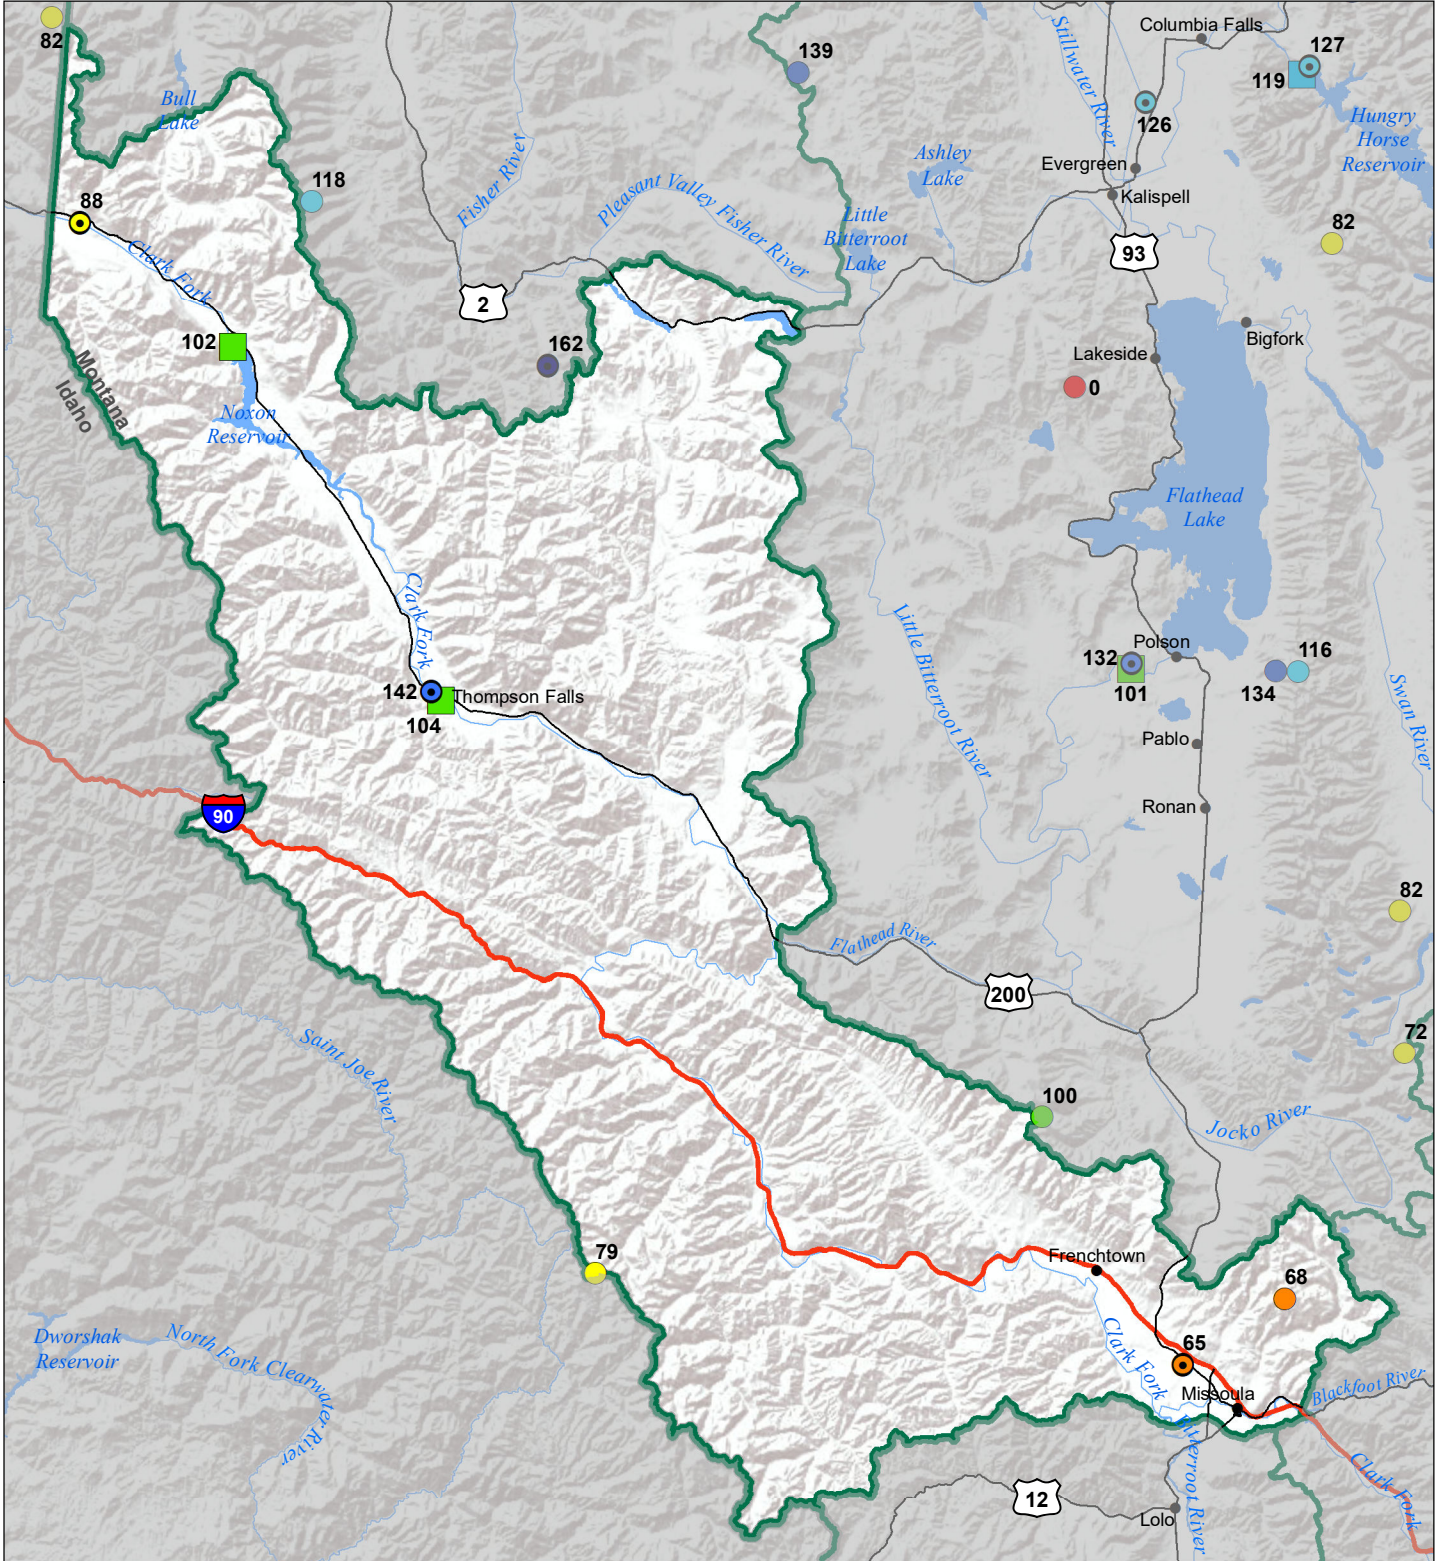 82
139
Columbia Falls
127
119
Stillwater River
126
Bull
Lake
Hungry
Horse
Reservoir
Fisher River
Ashley
Lake
Evergreen
Kalispell
118
88
Pleasant Valley Fisher River
Little
Bitterroot
Lake
82
93
Clark Fork
2
102
162
Bigfork
Lakeside
0
Montana
Idaho
Noxon
Reservoir
Flathead
Lake
Clark Fork
Little Bitterroot River
Polson
132
101
116
134
Swan River
142
Thompson Falls
104
Pablo
90
Ronan
82
Flathead River
200
Saint Joe River
72
100
Jocko River
79
Frenchtown
68
Dworshak
Reservoir
North Fork Clearwater River
Clark Fork
65
Missoula
Blackfoot River
Bitterroot River
12
Lolo
Clark Fork